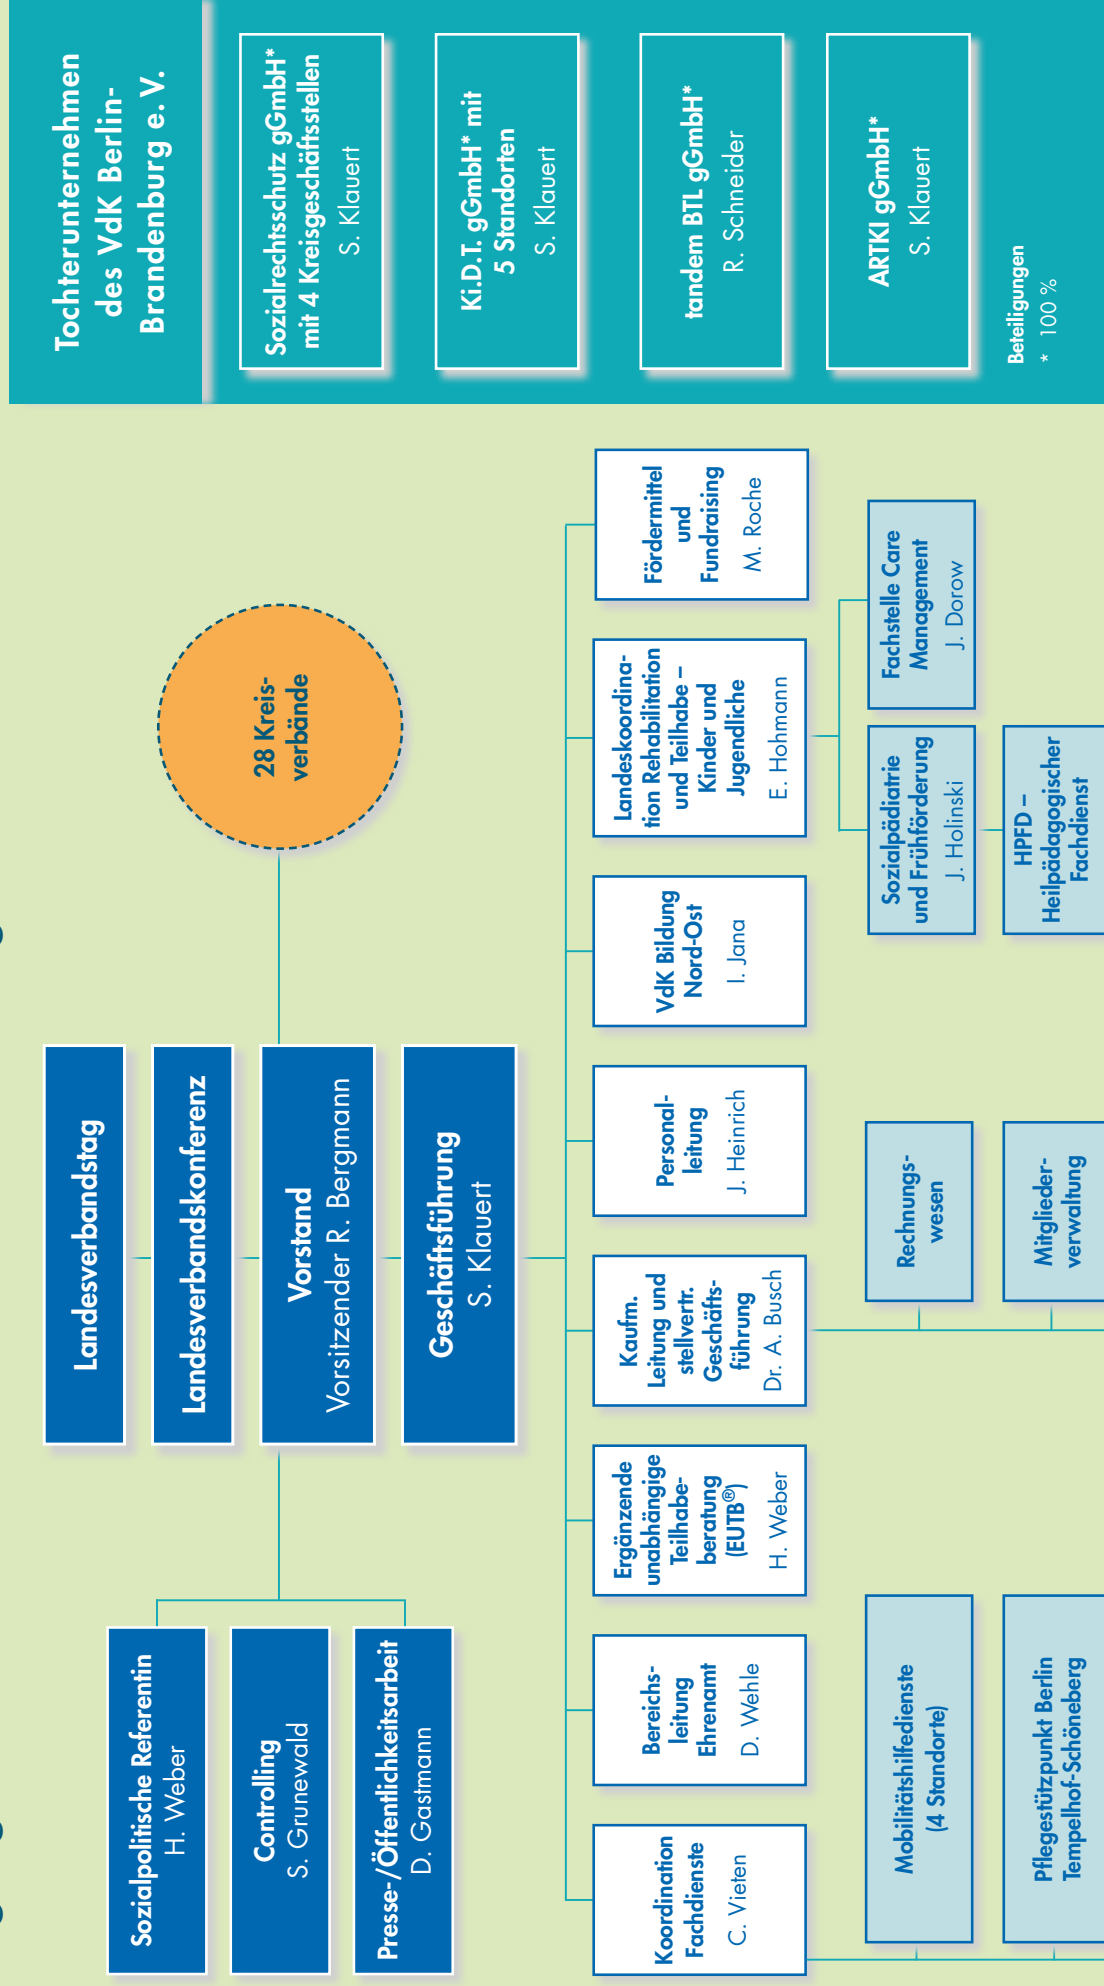 Landesverbandstag
Landesverbandskonferenz
Vorstand
Vorsitzender R. Bergmann
Geschäftsführung
S. Klauert
28 Kreis-
verbände
Sozialpolitische Referentin
H. Weber
Controlling
S. Grunewald
Presse-/Öffentlichkeitsarbeit
D. Gastmann
Koordination
Fachdienste
C. Vieten
Bereichs-
leitung
Ehrenamt
D. Wehle
Ergänzende
unabhängige
Teilhabe-
beratung
(EUTB®)
H. Weber
Kaufm.
Leitung und
stellvertr.
Geschäfts-
führung
Dr. A. Busch
Personal-
leitung
J. Heinrich
VdK Bildung
Nord-Ost
I. Jana
Landeskoordina-
tion Rehabilitation
und Teilhabe –
Kinder und
Jugendliche
E. Hohmann
Fördermittel
und
Fundraising
M. Roche
Mobilitätshilfedienste
(4 Standorte)
Pflegestützpunkt Berlin
Tempelhof-Schöneberg
Rechnungs-
wesen
Mitglieder-
verwaltung
Sozialpädiatrie
und Frühförderung
J. Holinski
HPFD –
Heilpädagogischer
Fachdienst
Fachstelle Care
Management
J. Dorow
Tochterunternehmen
des VdK Berlin-
Brandenburg e. V.
Sozialrechtsschutz gGmbH*
mit 4 Kreisgeschäftsstellen
S. Klauert
Ki.D.T. gGmbH* mit
5 Standorten
S. Klauert
tandem BTL gGmbH*
R. Schneider
ARTKI gGmbH*
S. Klauert
Beteiligungen
* 100 %